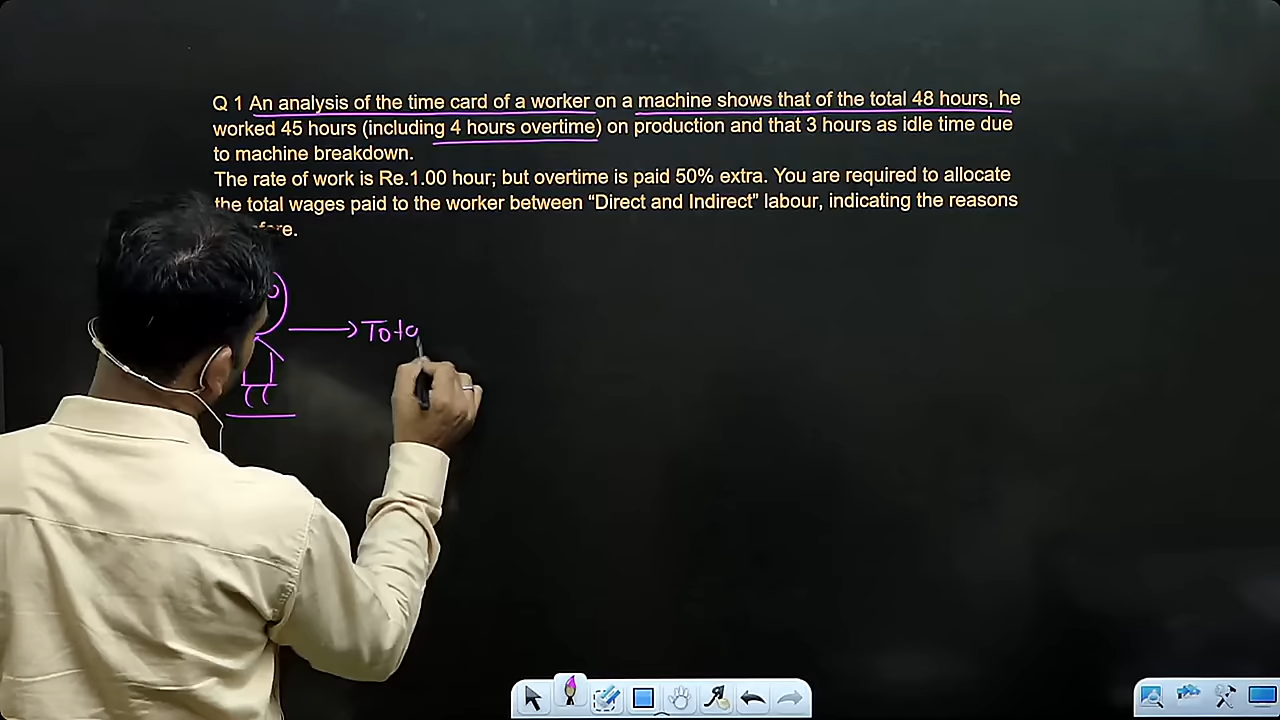 Q 1 An analysis of the time card of a worker on a machine shows that of the total 48 hours, he
worked 45 hours (including 4 hours overtime) on production and that 3 hours as idle time due
to machine breakdown.
The rate of work is Re.1.00 hour; but overtime is paid 50% extra. You are required to allocate
the total wages paid to the worker between “Direct and Indirect” labour, indicating the reasons
Tota